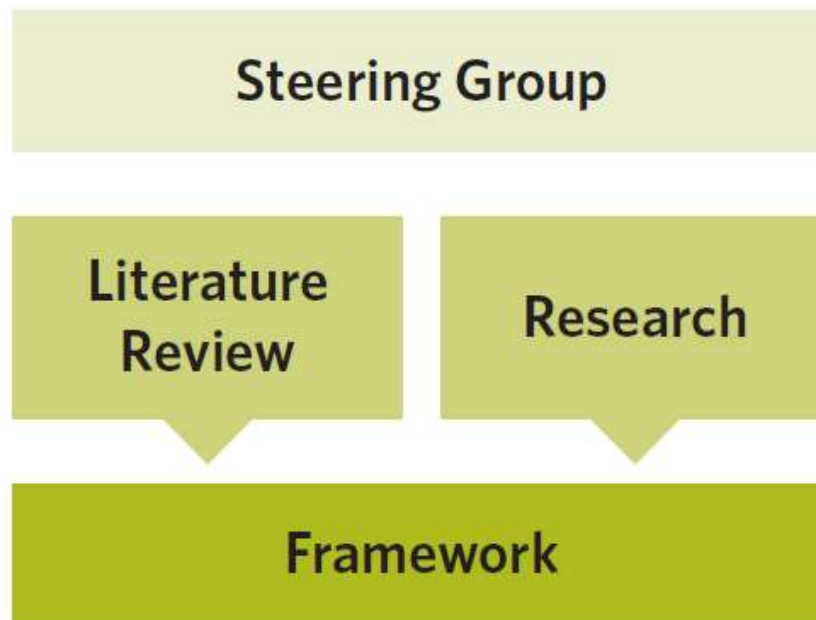 Steering Group
Literature
Review
Research
Framework